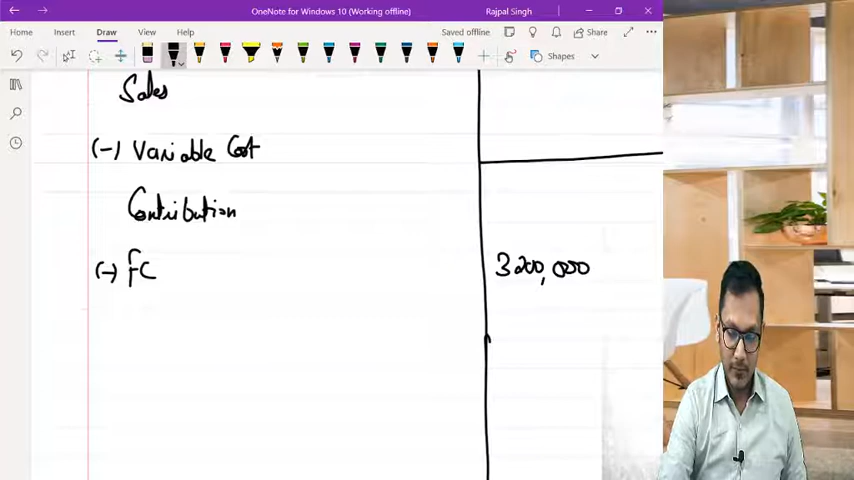 OneNote for Windows 10 (Working offline)
Rajpal Singh
Home Insert Draw View Help
Saved offline Share
Shapes
Sales
(-) Variable Cost
Contribution
(-) FC 3200,000